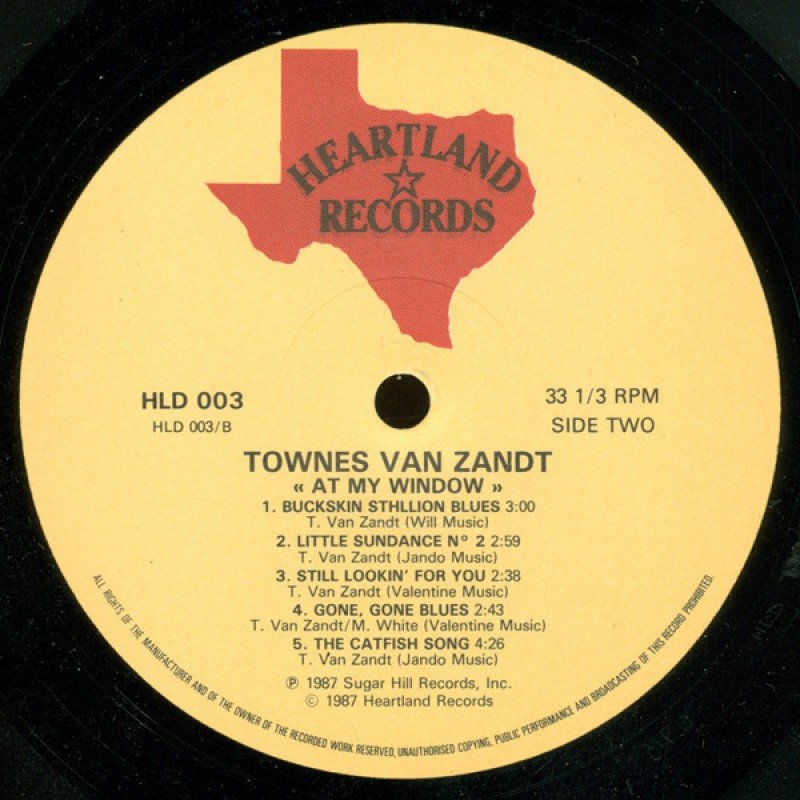 HEARTLAND
RECORDS
HLD 003
HLD 003/B
33 1/3 RPM
SIDE TWO
TOWNES VAN ZANDT
« AT MY WINDOW »
1. BUCKSKIN STHLLION BLUES 3:00
T. Van Zandt (Will Music)
2. LITTLE SUNDANCE Nº 2 2:59
T. Van Zandt (Jando Music)
3. STILL LOOKIN' FOR YOU 2:38
T. Van Zandt (Valentine Music)
4. GONE, GONE BLUES 2:43
T. Van Zandt/M. White (Valentine Music)
5. THE CATFISH SONG 4:26
T. Van Zandt (Jando Music)
℗ 1987 Sugar Hill Records, Inc.
© 1987 Heartland Records
ALL RIGHTS OF THE MANUFACTURER AND OF THE OWNER OF THE RECORDED WORK RESERVED, UNAUTHORISED COPYING, PUBLIC PERFORMANCE AND BROADCASTING OF THIS RECORD PROHIBITED.